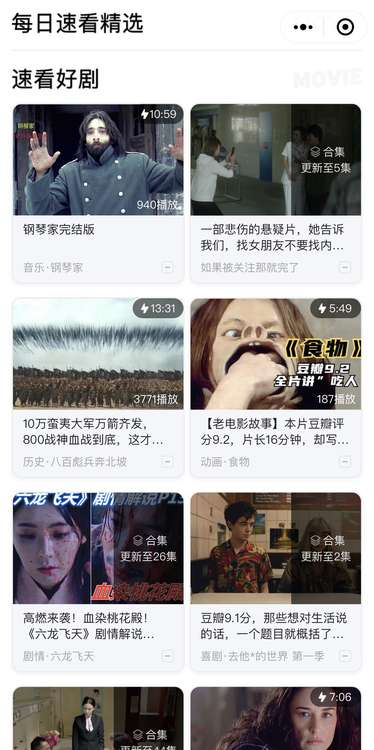 每日速看精选
速看好剧
MOVIE
钢琴家
10:59
940播放
钢琴家完结版
音乐·钢琴家
合集
更新至5集
一部悲伤的悬疑片，她告诉
我们，找女朋友不要找内...
如果被关注那就完了
13:31
3771播放
10万蛮夷大军万箭齐发，
800战神血战到底，这才...
历史·八百彪兵奔北坡
5:49
《食物》
豆瓣9.2
全片讲”吃人
187播放
【老电影故事】本片豆瓣评
分9.2，片长16分钟，却写...
动画·食物
六龙飞天》剧情解说P15
合集
更新至26集
血染桃花殿
高燃来袭！血染桃花殿！
《六龙飞天》剧情解说...
剧情·六龙飞天
合集
更新至2集
豆瓣9.1分，那些想对生活说
的话，一个题目就概括了...
喜剧·去他*的世界 第一季
合集
更新至44集
7:06